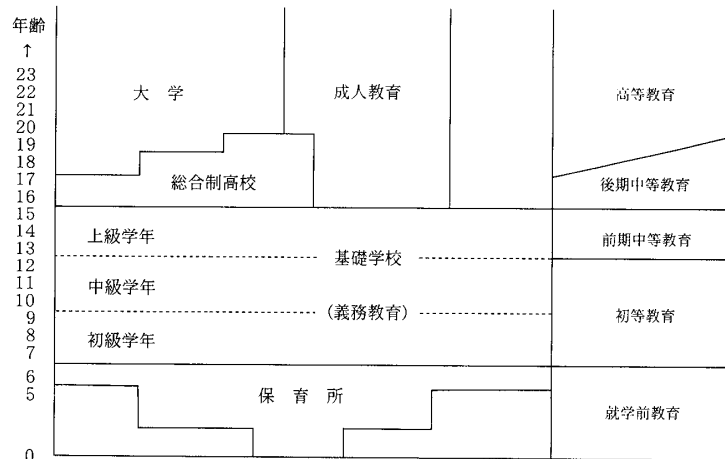 年齢
↑
23
22
21
20
19
18
17
16
15
14
13
12
11
10
9
8
7
6
5
0
大 学
成人教育
高等教育
総合制高校
後期中等教育
上級学年
基礎学校
前期中等教育
中級学年
(義務教育)
初等教育
初級学年
保 育 所
就学前教育